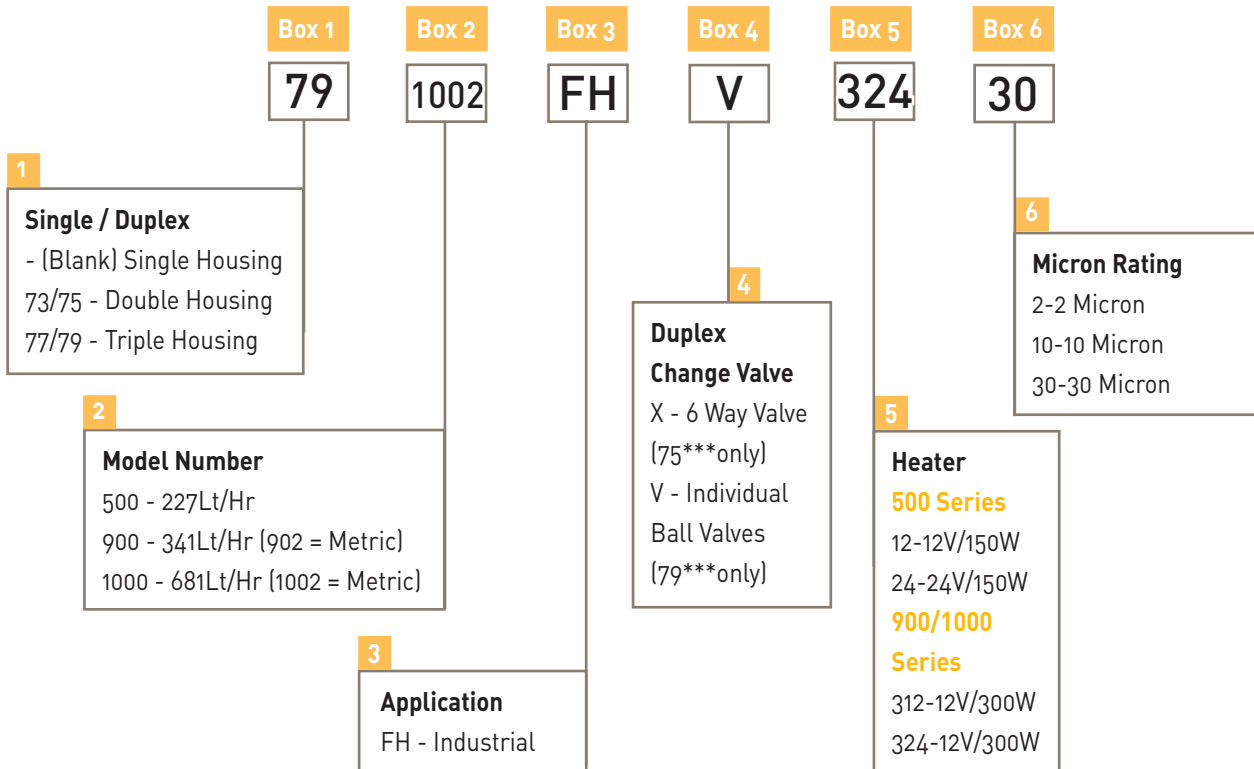 Box 1 Box 2 Box 3 Box 4 Box 5 Box 6
79 1002 FH V 324 30
1
Single / Duplex
- (Blank) Single Housing
73/75 - Double Housing
77/79 - Triple Housing
2
Model Number
500 - 227Lt/Hr
900 - 341Lt/Hr (902 = Metric)
1000 - 681Lt/Hr (1002 = Metric)
3
Application
FH - Industrial
4
Duplex
Change Valve
X - 6 Way Valve
(75***only)
V - Individual
Ball Valves
(79***only)
5
Heater
500 Series
12-12V/150W
24-24V/150W
900/1000
Series
312-12V/300W
324-12V/300W
6
Micron Rating
2-2 Micron
10-10 Micron
30-30 Micron